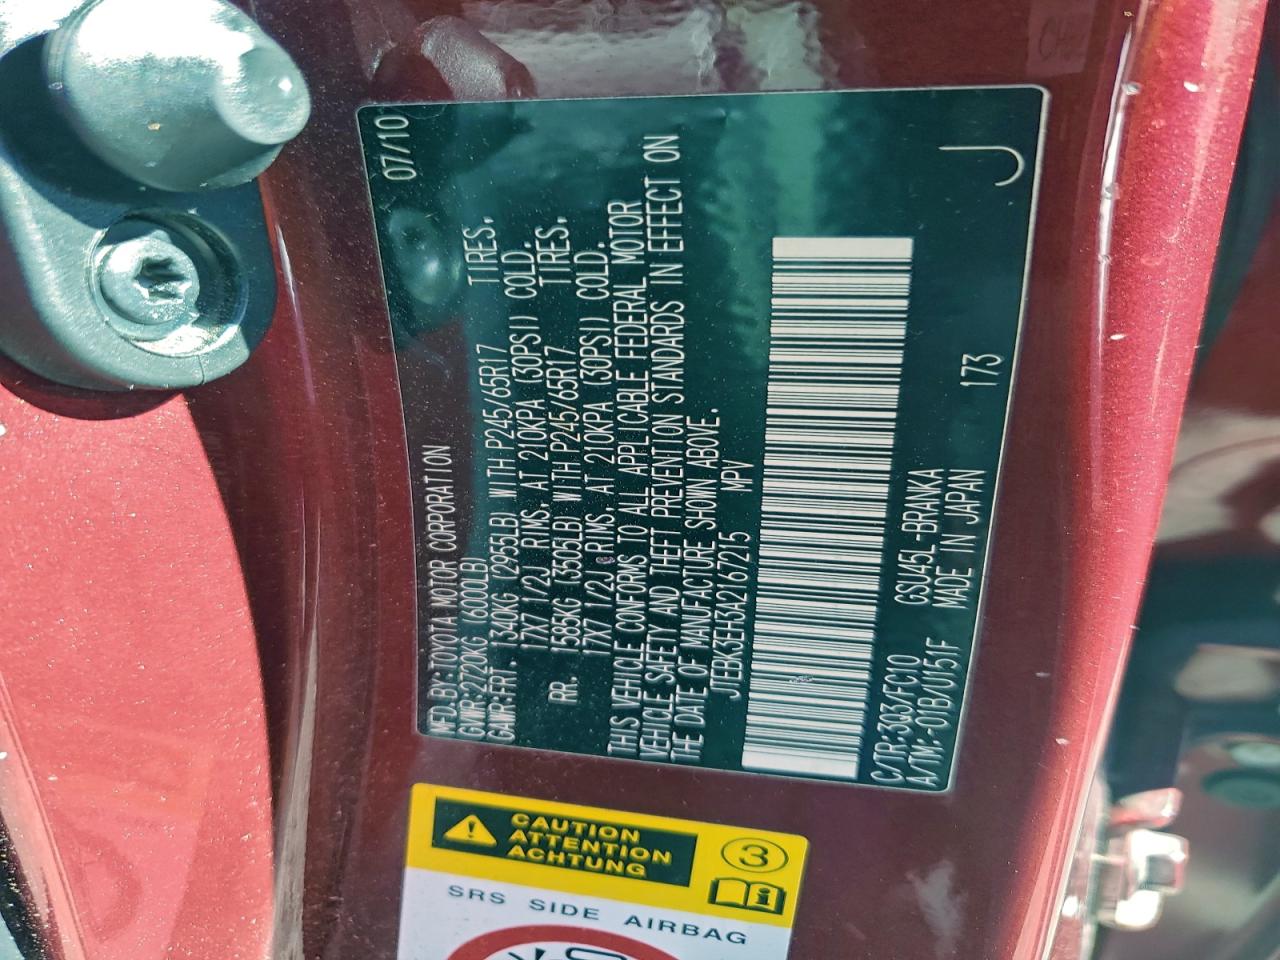 MFD.BY:TOYOTA MOTOR CORPORATION 07/10
GVWR:2720KG (6000LB)
GAWR:FRT. 1340KG (2955LB) WITH P245/65R17 TIRES,
17X7 1/2J RIMS, AT 210KPA (30PSI) COLD.
RR. 1585KG (3505LB) WITH P245/65R17 TIRES,
17X7 1/2J RIMS, AT 210KPA (30PSI) COLD.
THIS VEHICLE CONFORMS TO ALL APPLICABLE FEDERAL MOTOR
VEHICLE SAFETY AND THEFT PREVENTION STANDARDS IN EFFECT ON
THE DATE OF MANUFACTURE SHOWN ABOVE.
JTEBK3EH3A2167215 MPV
C/TR:3Q3/FC10 GSU45L-BRANKA 173
A/TM:-01B/U151F MADE IN JAPAN
J
CAUTION
ATTENTION
ACHTUNG
3
i
SRS SIDE AIRBAG